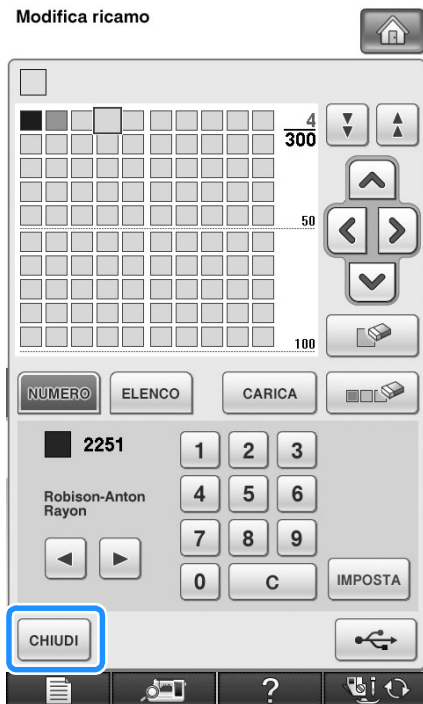 Modifica ricamo
4
300
50
100
NUMERO ELENCO CARICA
2251
Robison-Anton
Rayon
1 2 3
4 5 6
7 8 9
0 C IMPOSTA
CHIUDI
?